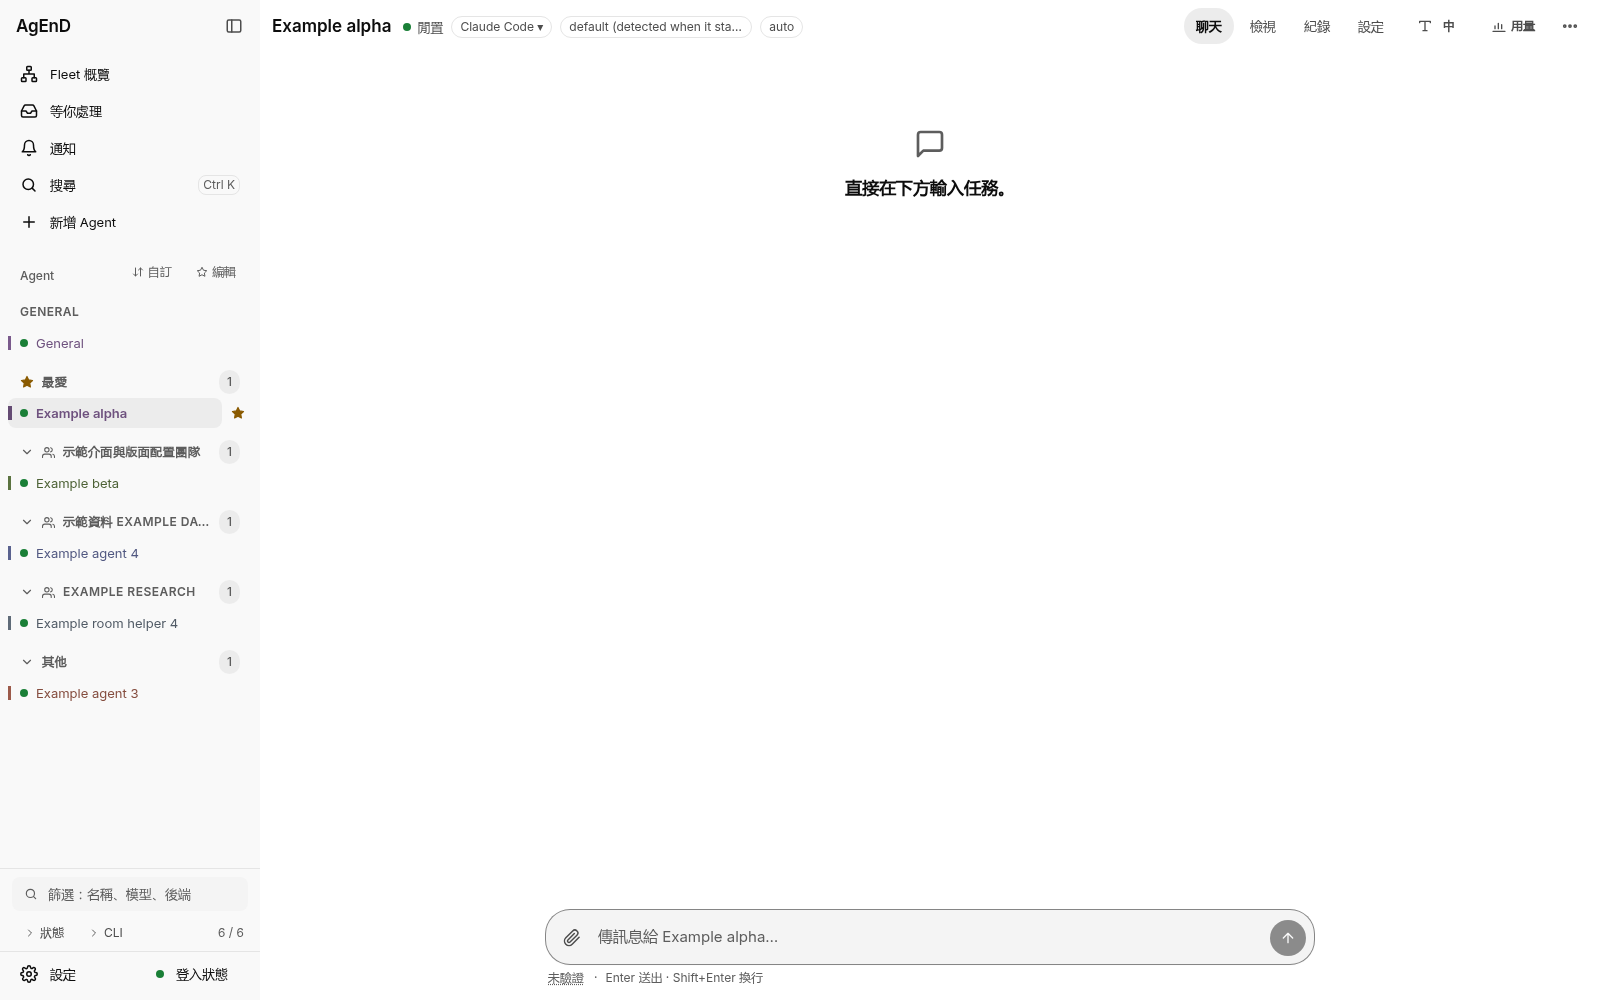 AgEnD
Fleet 概覽
等你處理
通知
搜尋 Ctrl K
新增 Agent
Agent 自訂 編輯
GENERAL
General
最愛 1
Example alpha
示範介面與版面配置團隊 1
Example beta
示範資料 EXAMPLE DA... 1
Example agent 4
EXAMPLE RESEARCH 1
Example room helper 4
其他 1
Example agent 3
篩選：名稱、模型、後端
狀態 CLI 6 / 6
設定 登入狀態
Example alpha 閒置 Claude Code ▾ default (detected when it sta... auto
聊天 檢視 紀錄 設定 T 中 用量 •••
直接在下方輸入任務。
傳訊息給 Example alpha...
未驗證 · Enter 送出 · Shift+Enter 換行